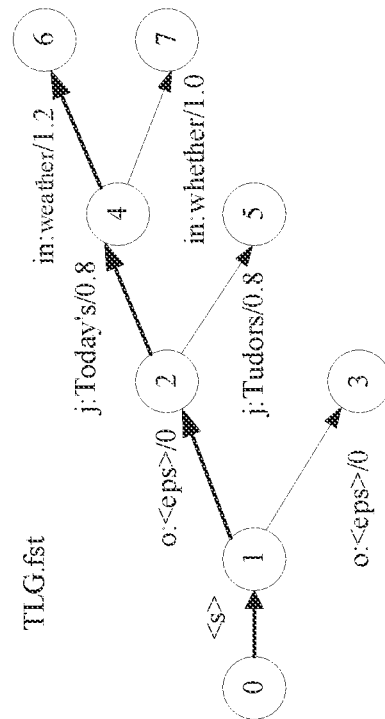 TLG.fst
0
<s>
1
o:<eps>/0
2
o:<eps>/0
3
j:Today's/0.8
4
j:Tudors/0.8
5
in:weather/1.2
6
in:whether/1.0
7